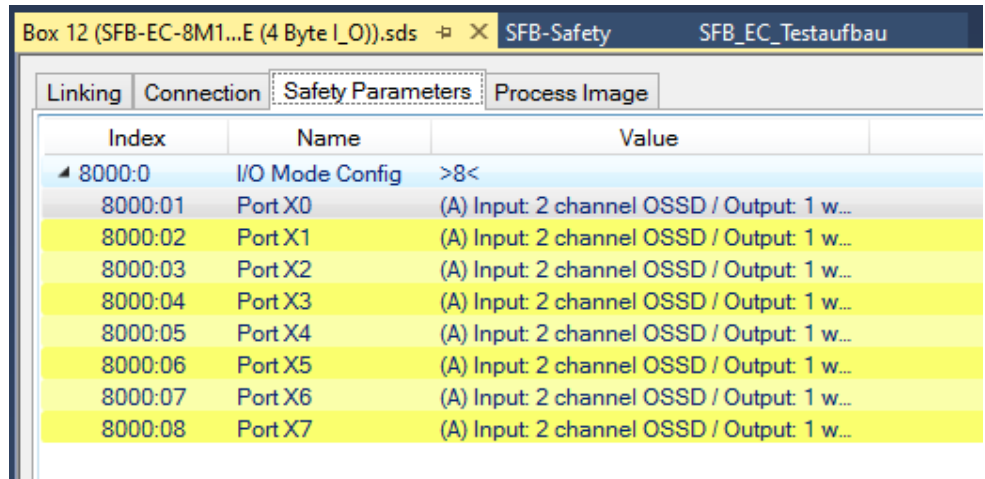 Box 12 (SFB-EC-8M1...E (4 Byte I_O)).sds SFB-Safety SFB_EC_Testaufbau
Linking Connection Safety Parameters Process Image
Index Name Value
8000:0 I/O Mode Config >8<
8000:01 Port X0 (A) Input: 2 channel OSSD / Output: 1 w...
8000:02 Port X1 (A) Input: 2 channel OSSD / Output: 1 w...
8000:03 Port X2 (A) Input: 2 channel OSSD / Output: 1 w...
8000:04 Port X3 (A) Input: 2 channel OSSD / Output: 1 w...
8000:05 Port X4 (A) Input: 2 channel OSSD / Output: 1 w...
8000:06 Port X5 (A) Input: 2 channel OSSD / Output: 1 w...
8000:07 Port X6 (A) Input: 2 channel OSSD / Output: 1 w...
8000:08 Port X7 (A) Input: 2 channel OSSD / Output: 1 w...